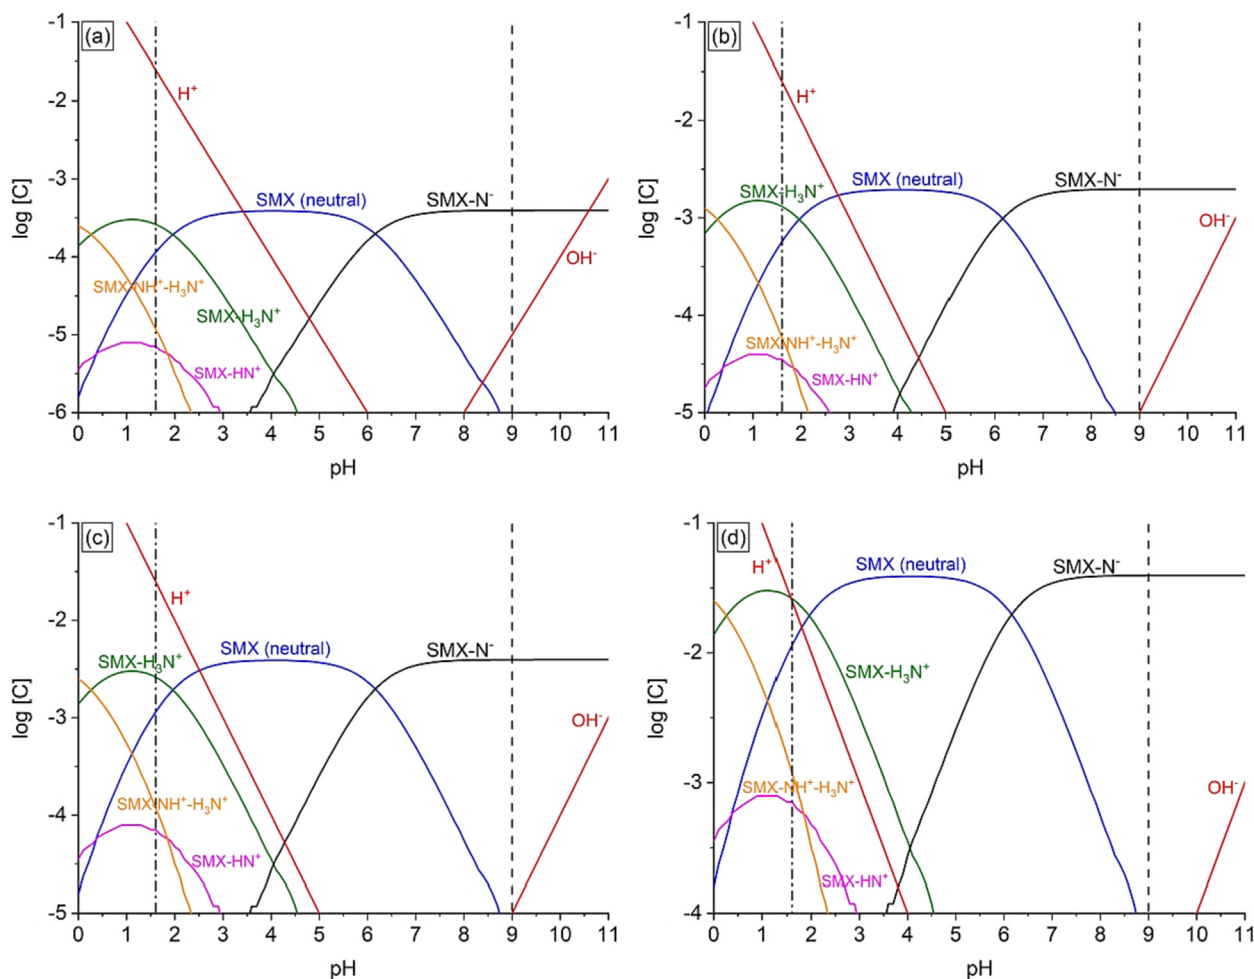 (a)
-1
-2
-3
-4
-5
-6
log [C]
H⁺
SMX (neutral)
SMX-N⁻
OH⁻
SMX-NH⁺-H₃N⁺
SMX-H₃N⁺
SMX-HN⁺
0 1 2 3 4 5 6 7 8 9 10 11
pH
(b)
-1
-2
-3
-4
-5
log [C]
H⁺
SMX-H₃N⁺
SMX (neutral)
SMX-N⁻
OH⁻
SMX-NH⁺-H₃N⁺
SMX-HN⁺
0 1 2 3 4 5 6 7 8 9 10 11
pH
(c)
-1
-2
-3
-4
-5
log [C]
H⁺
SMX-H₃N⁺
SMX (neutral)
SMX-N⁻
OH⁻
SMX-NH⁺-H₃N⁺
SMX-HN⁺
0 1 2 3 4 5 6 7 8 9 10 11
pH
(d)
-1
-2
-3
-4
log [C]
H⁺
SMX (neutral)
SMX-N⁻
SMX-H₃N⁺
SMX-NH⁺-H₃N⁺
OH⁻
SMX-HN⁺
0 1 2 3 4 5 6 7 8 9 10 11
pH